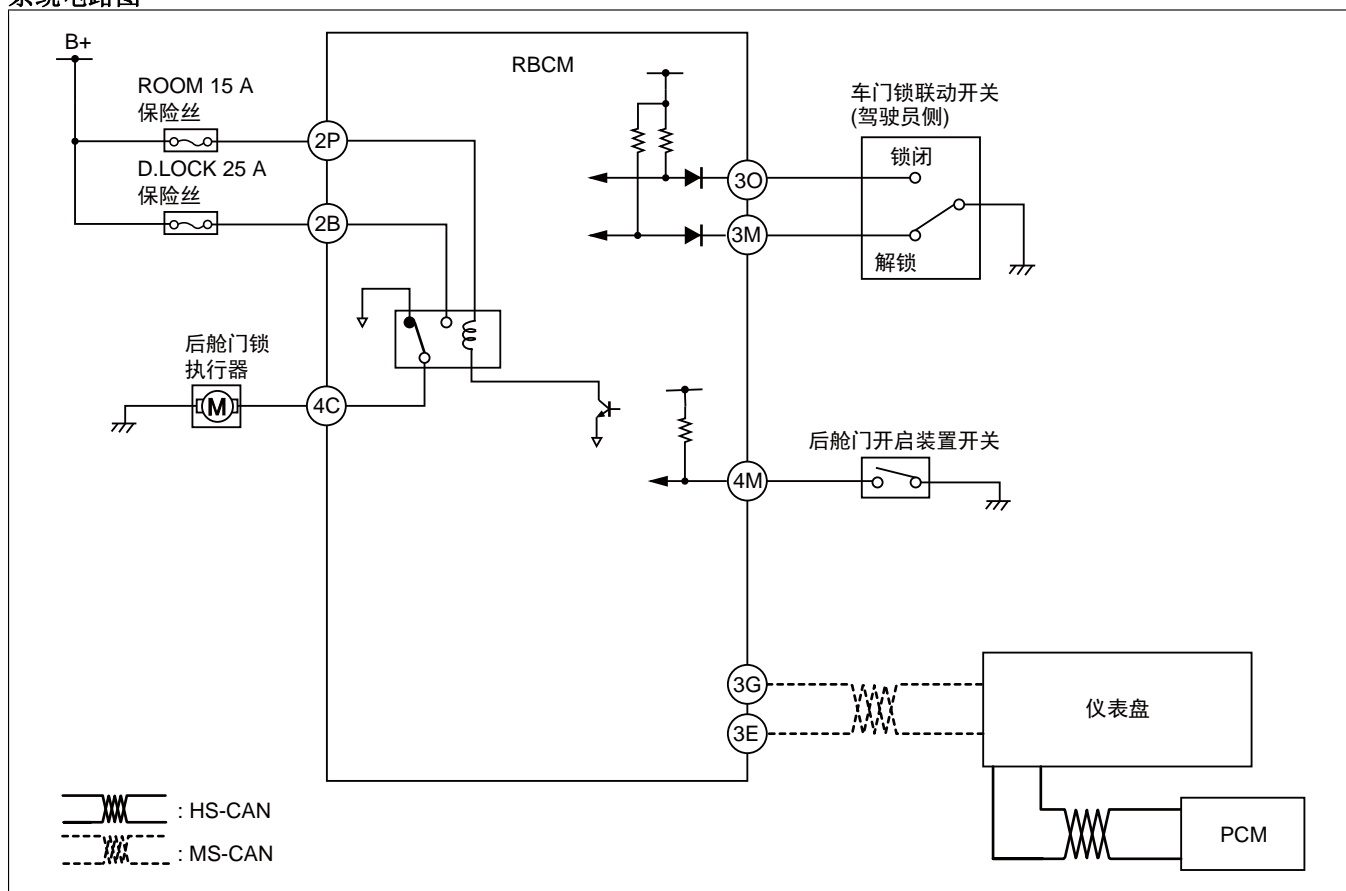 系统电路图
B+
ROOM 15 A
保险丝
D.LOCK 25 A
保险丝
RBCM
车门锁联动开关
(驾驶员侧)
锁闭
解锁
2P
2B
3O
3M
后舱门锁
执行器
M
4C
后舱门开启装置开关
4M
3G
3E
仪表盘
PCM
: HS-CAN
: MS-CAN